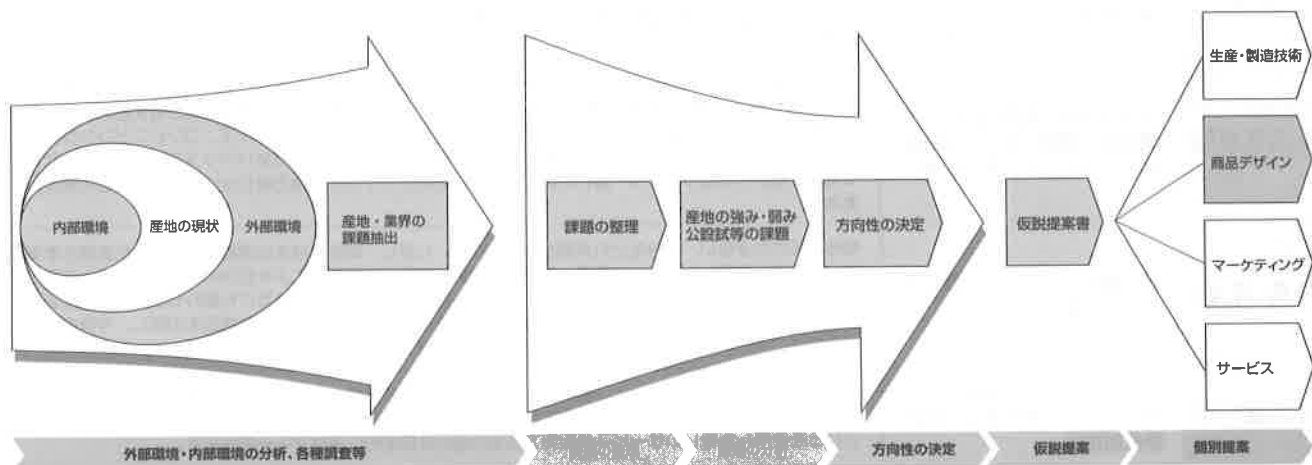 内部環境
産地の現状
外部環境
産地・業界の
課題抽出
課題の整理
産地の強み・弱み
公設試等の課題
方向性の決定
仮説提案書
生産・製造技術
商品デザイン
マーケティング
サービス
外部環境・内部環境の分析、各種調査等
方向性の決定
仮説提案
個別提案